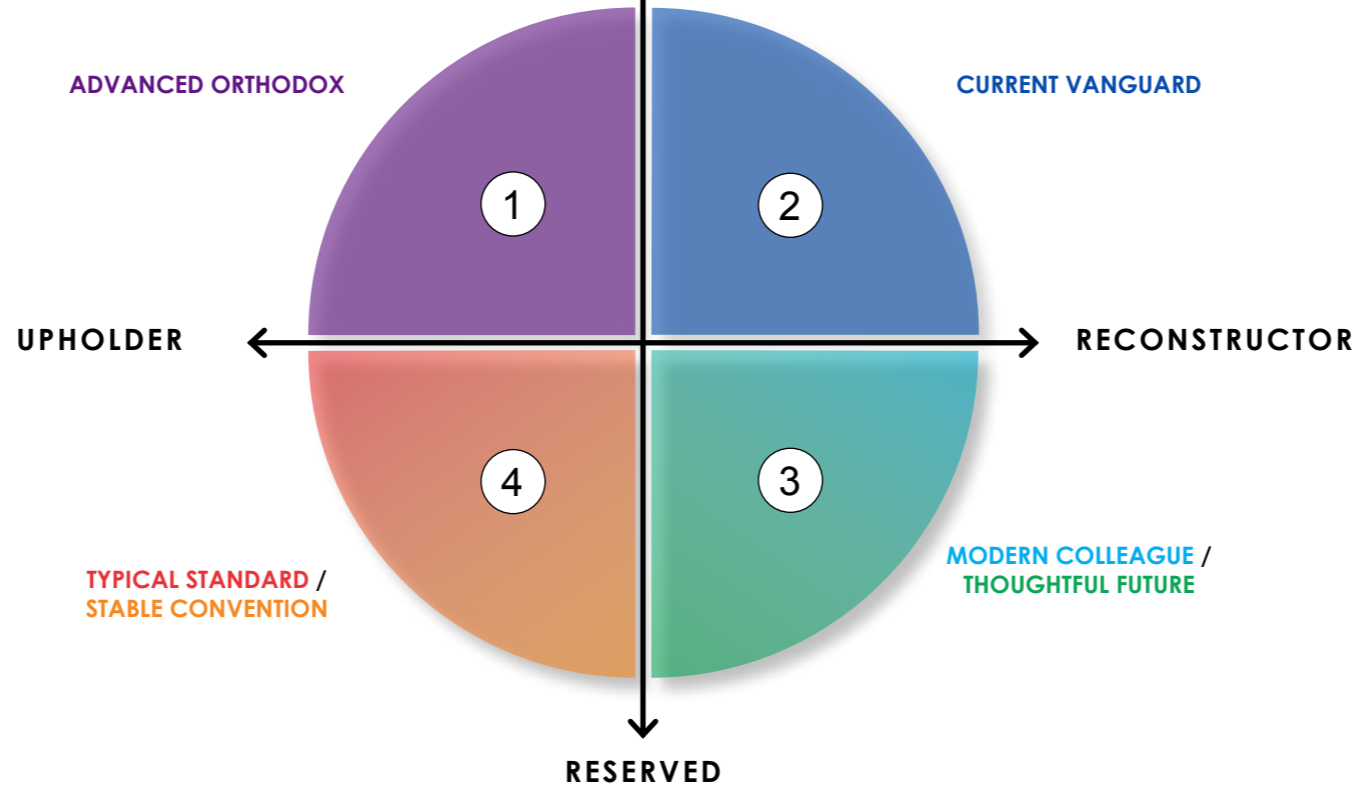 ADVANCED ORTHODOX
CURRENT VANGUARD
1
2
UPHOLDER
RECONSTRUCTOR
4
3
TYPICAL STANDARD /
STABLE CONVENTION
MODERN COLLEAGUE /
THOUGHTFUL FUTURE
RESERVED